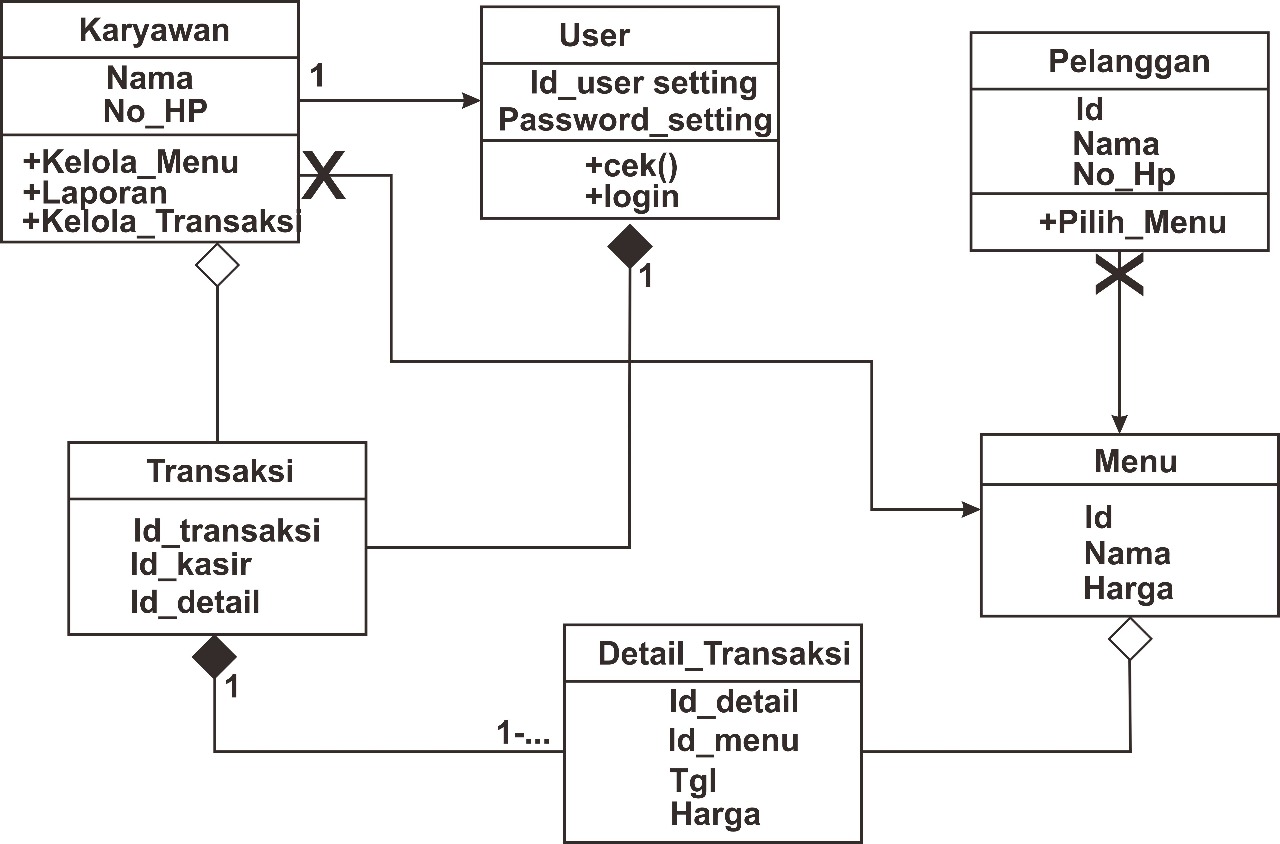 Karyawan
Nama
No_HP
+Kelola_Menu
+Laporan
+Kelola_Transaksi
1
User
Id_user setting
Password_setting
+cek()
+login
1
Pelanggan
Id
Nama
No_Hp
+Pilih_Menu
Transaksi
Id_transaksi
Id_kasir
Id_detail
1
1-...
Detail_Transaksi
Id_detail
Id_menu
Tgl
Harga
Menu
Id
Nama
Harga